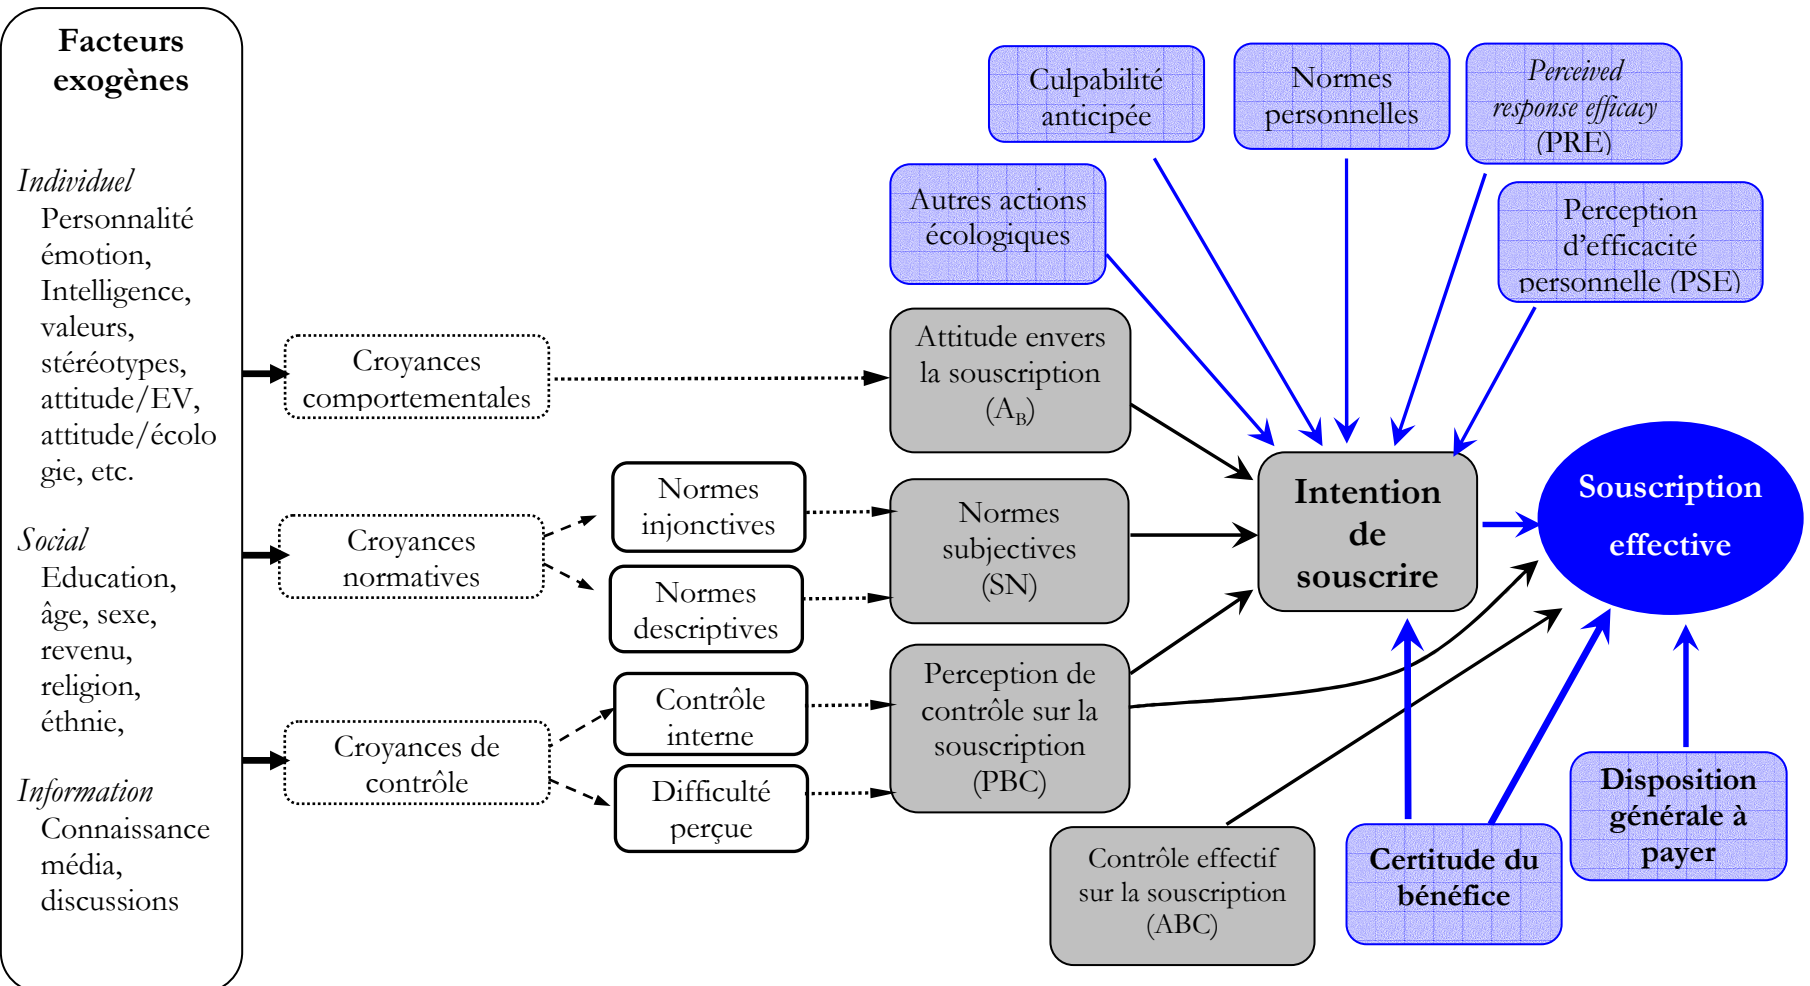 Facteurs
exogènes
Individuel
Personnalité
émotion,
Intelligence,
valeurs,
stéréotypes,
attitude/EV,
attitude/écolo
gie, etc.
Social
Education,
âge, sexe,
revenu,
religion,
éthnie,
Information
Connaissance
média,
discussions
Croyances
comportementales
Croyances
normatives
Croyances de
contrôle
Normes
injonctives
Normes
descriptives
Contrôle
interne
Difficulté
perçue
Culpabilité
anticipée
Normes
personnelles
Perceived
response efficacy
(PRE)
Autres actions
écologiques
Perception
d’efficacité
personnelle (PSE)
Attitude envers
la souscription
(AB)
Normes
subjectives
(SN)
Perception de
contrôle sur la
souscription
(PBC)
Contrôle effectif
sur la souscription
(ABC)
Intention
de
souscrire
Souscription
effective
Certitude du
bénéfice
Disposition
générale à
payer